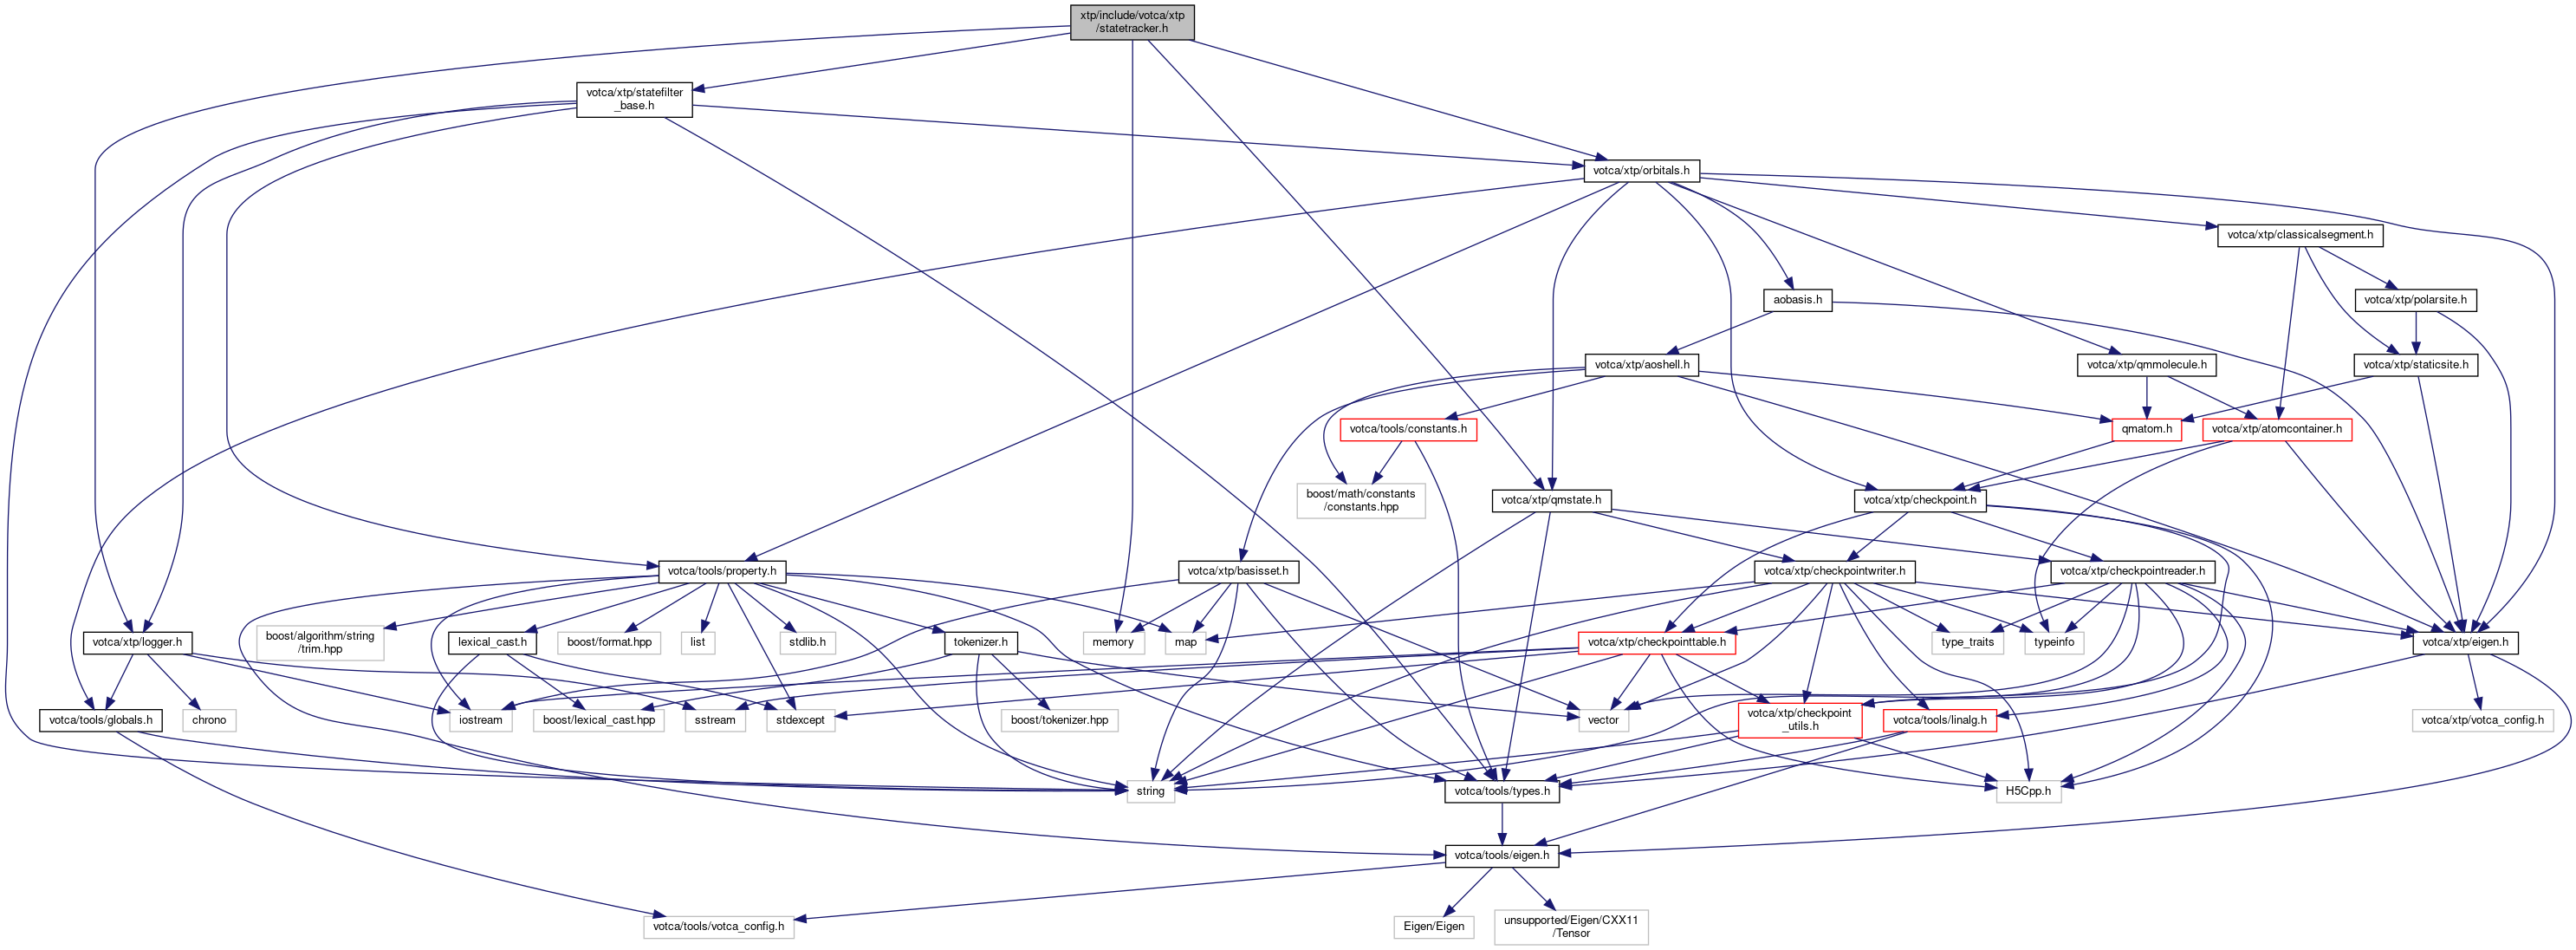 xtp/include/votca/xtp
/statetracker.h
votca/xtp/statefilter
_base.h
votca/xtp/orbitals.h
votca/xtp/classicalsegment.h
aobasis.h
votca/xtp/polarsite.h
votca/xtp/aoshell.h
votca/xtp/qmmolecule.h
votca/xtp/staticsite.h
votca/tools/constants.h
qmatom.h
votca/xtp/atomcontainer.h
boost/math/constants
/constants.hpp
votca/xtp/qmstate.h
votca/xtp/checkpoint.h
votca/tools/property.h
votca/xtp/basisset.h
votca/xtp/checkpointwriter.h
votca/xtp/checkpointreader.h
votca/xtp/logger.h
boost/algorithm/string
/trim.hpp
lexical_cast.h
boost/format.hpp
list
stdlib.h
tokenizer.h
memory
map
votca/xtp/checkpointtable.h
type_traits
typeinfo
votca/xtp/eigen.h
votca/tools/globals.h
chrono
iostream
boost/lexical_cast.hpp
sstream
stdexcept
boost/tokenizer.hpp
vector
votca/xtp/checkpoint
_utils.h
votca/tools/linalg.h
votca/xtp/votca_config.h
string
votca/tools/types.h
H5Cpp.h
votca/tools/eigen.h
votca/tools/votca_config.h
Eigen/Eigen
unsupported/Eigen/CXX11
/Tensor